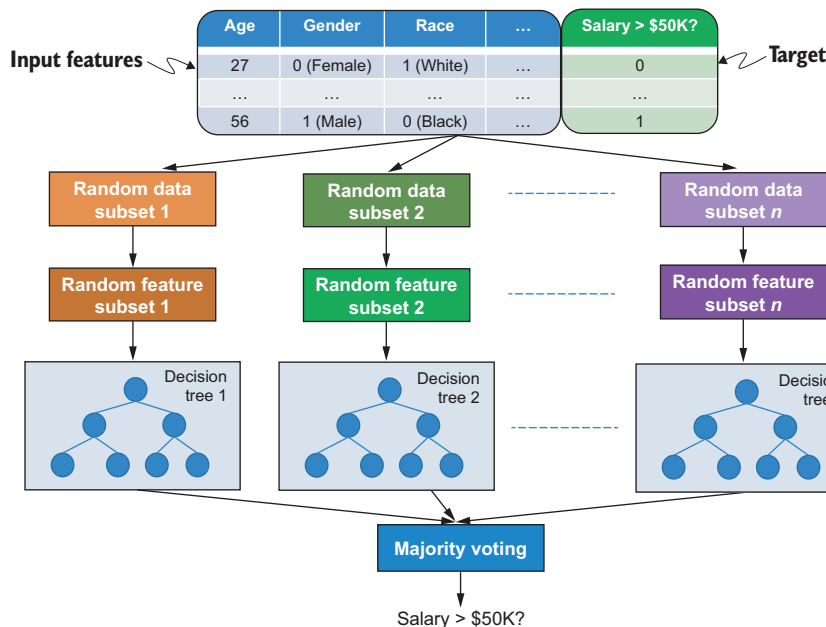 Age Gender Race … Salary > $50K?
Input features
Target
27 0 (Female) 1 (White) … 0
… … … … …
56 1 (Male) 0 (Black) … 1
Random data
subset 1
Random data
subset 2
Random data
subset n
Random feature
subset 1
Random feature
subset 2
Random feature
subset n
Decision
tree 1
Decision
tree 2
Decisio
tree
Majority voting
Salary > $50K?